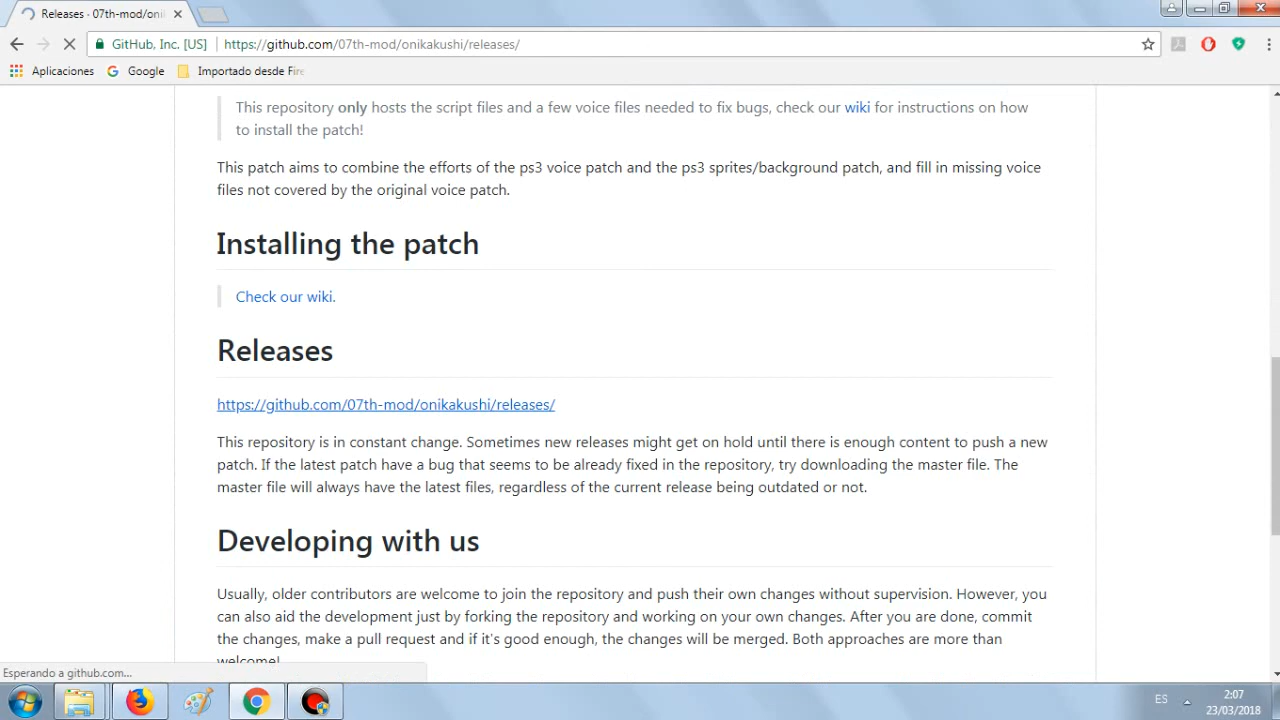 Releases · 07th-mod/oni
GitHub, Inc. [US]
https://github.com/07th-mod/onikakushi/releases/
Aplicaciones
Google
Importado desde Fire
This repository only hosts the script files and a few voice files needed to fix bugs, check our wiki for instructions on how
to install the patch!
This patch aims to combine the efforts of the ps3 voice patch and the ps3 sprites/background patch, and fill in missing voice
files not covered by the original voice patch.
Installing the patch
Check our wiki.
Releases
https://github.com/07th-mod/onikakushi/releases/
This repository is in constant change. Sometimes new releases might get on hold until there is enough content to push a new
patch. If the latest patch have a bug that seems to be already fixed in the repository, try downloading the master file. The
master file will always have the latest files, regardless of the current release being outdated or not.
Developing with us
Usually, older contributors are welcome to join the repository and push their own changes without supervision. However, you
can also aid the development just by forking the repository and working on your own changes. After you are done, commit
the changes, make a pull request and if it's good enough, the changes will be merged. Both approaches are more than
welcome!
Esperando a github.com...
ES
2:07
23/03/2018